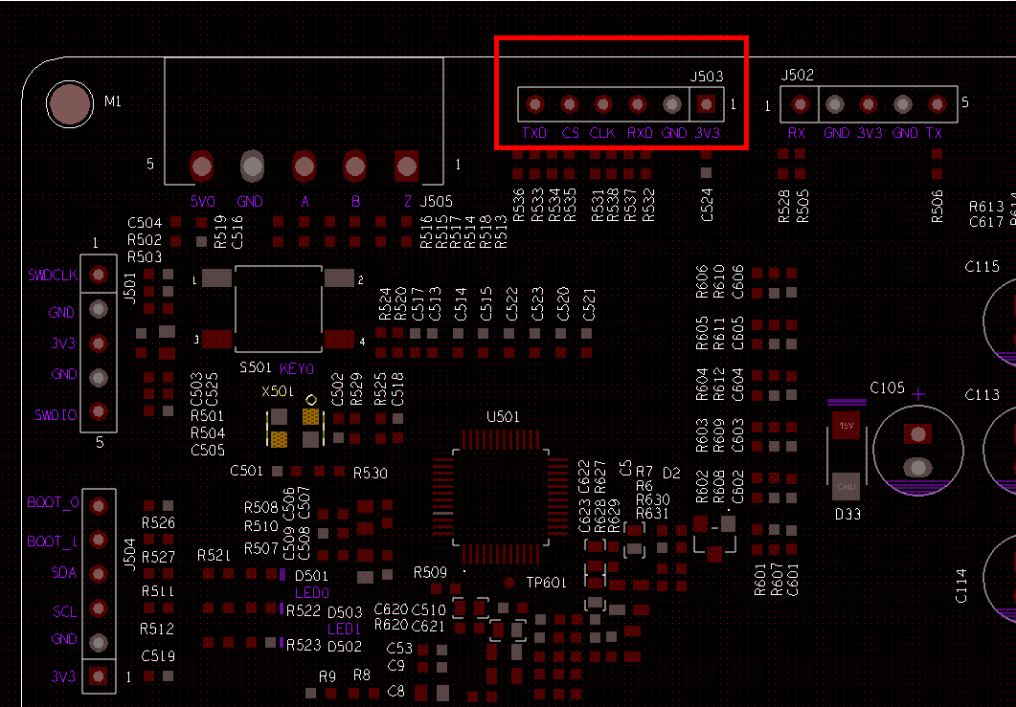 M1
J503
1
TXD CS CLK RXD GND 3V3
J502
1
5
RX GND 3V3 GND TX
5
1
5V0 GND A B Z J505
R536
R533
R534
R535
R531
R538
R537
R532
C524
R528
R505
R506
R613
C617
C504
R502
R503
R519
C516
R516
R515
R517
R514
R518
R513
1
J501
SWDCLK
GND
3V3
GND
SWDIO
5
1
2
3
4
S501 KEY0
X501
R524
R520
C517
C513
C514
C515
C522
C523
C520
C521
R606
R610
C606
R605
R611
C605
R604
R612
C604
R603
R609
C603
R602
R608
C602
R601
R607
C601
C115
C105
C113
C114
15V
GND
D33
C503
C525
R501
R504
C505
C502
R529
R525
C518
C501
R530
U501
C622
R627
C623
R628
R629
C5
R7
D2
R6
R630
R631
BOOT_0
BOOT_1
SDA
SCL
GND
3V3
J504
1
R526
R527
R511
R512
C519
R508
R510
R507
C506
C507
C509
C508
R521
D501
LED0
R522
D503
LED1
R523
D502
R509
TP601
C620
C510
R620
C621
C53
C9
C8
R9
R8